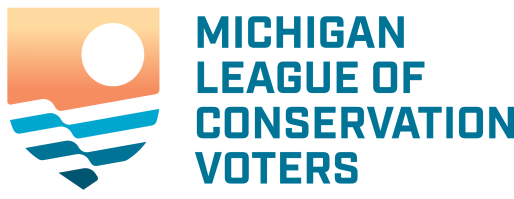 MICHIGAN
LEAGUE OF
CONSERVATION
VOTERS